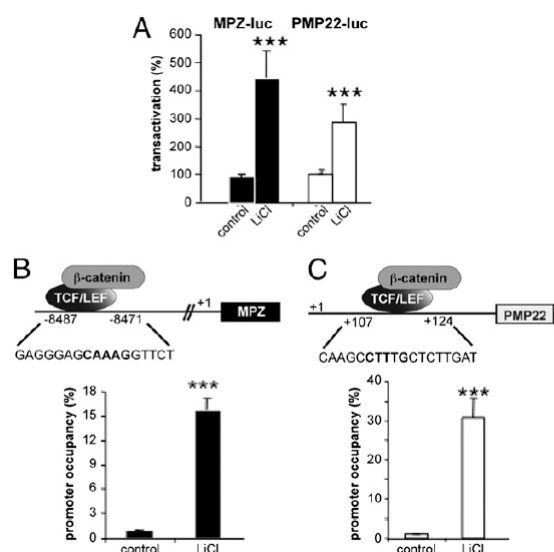 A
MPZ-luc PMP22-luc
transactivation (%)
600
500
400
300
200
100
0
***
***
control LiCl control LiCl
B
β-catenin
TCF/LEF
-8487 -8471
+1
MPZ
GAGGGAGCAAAGGTTCT
promoter occupancy (%)
18
15
12
9
6
3
0
***
control LiCl
C
β-catenin
TCF/LEF
+1
+107 +124
PMP22
CAAGCCTTTGCTCTTGAT
promoter occupancy (%)
40
30
20
10
0
***
control LiCl